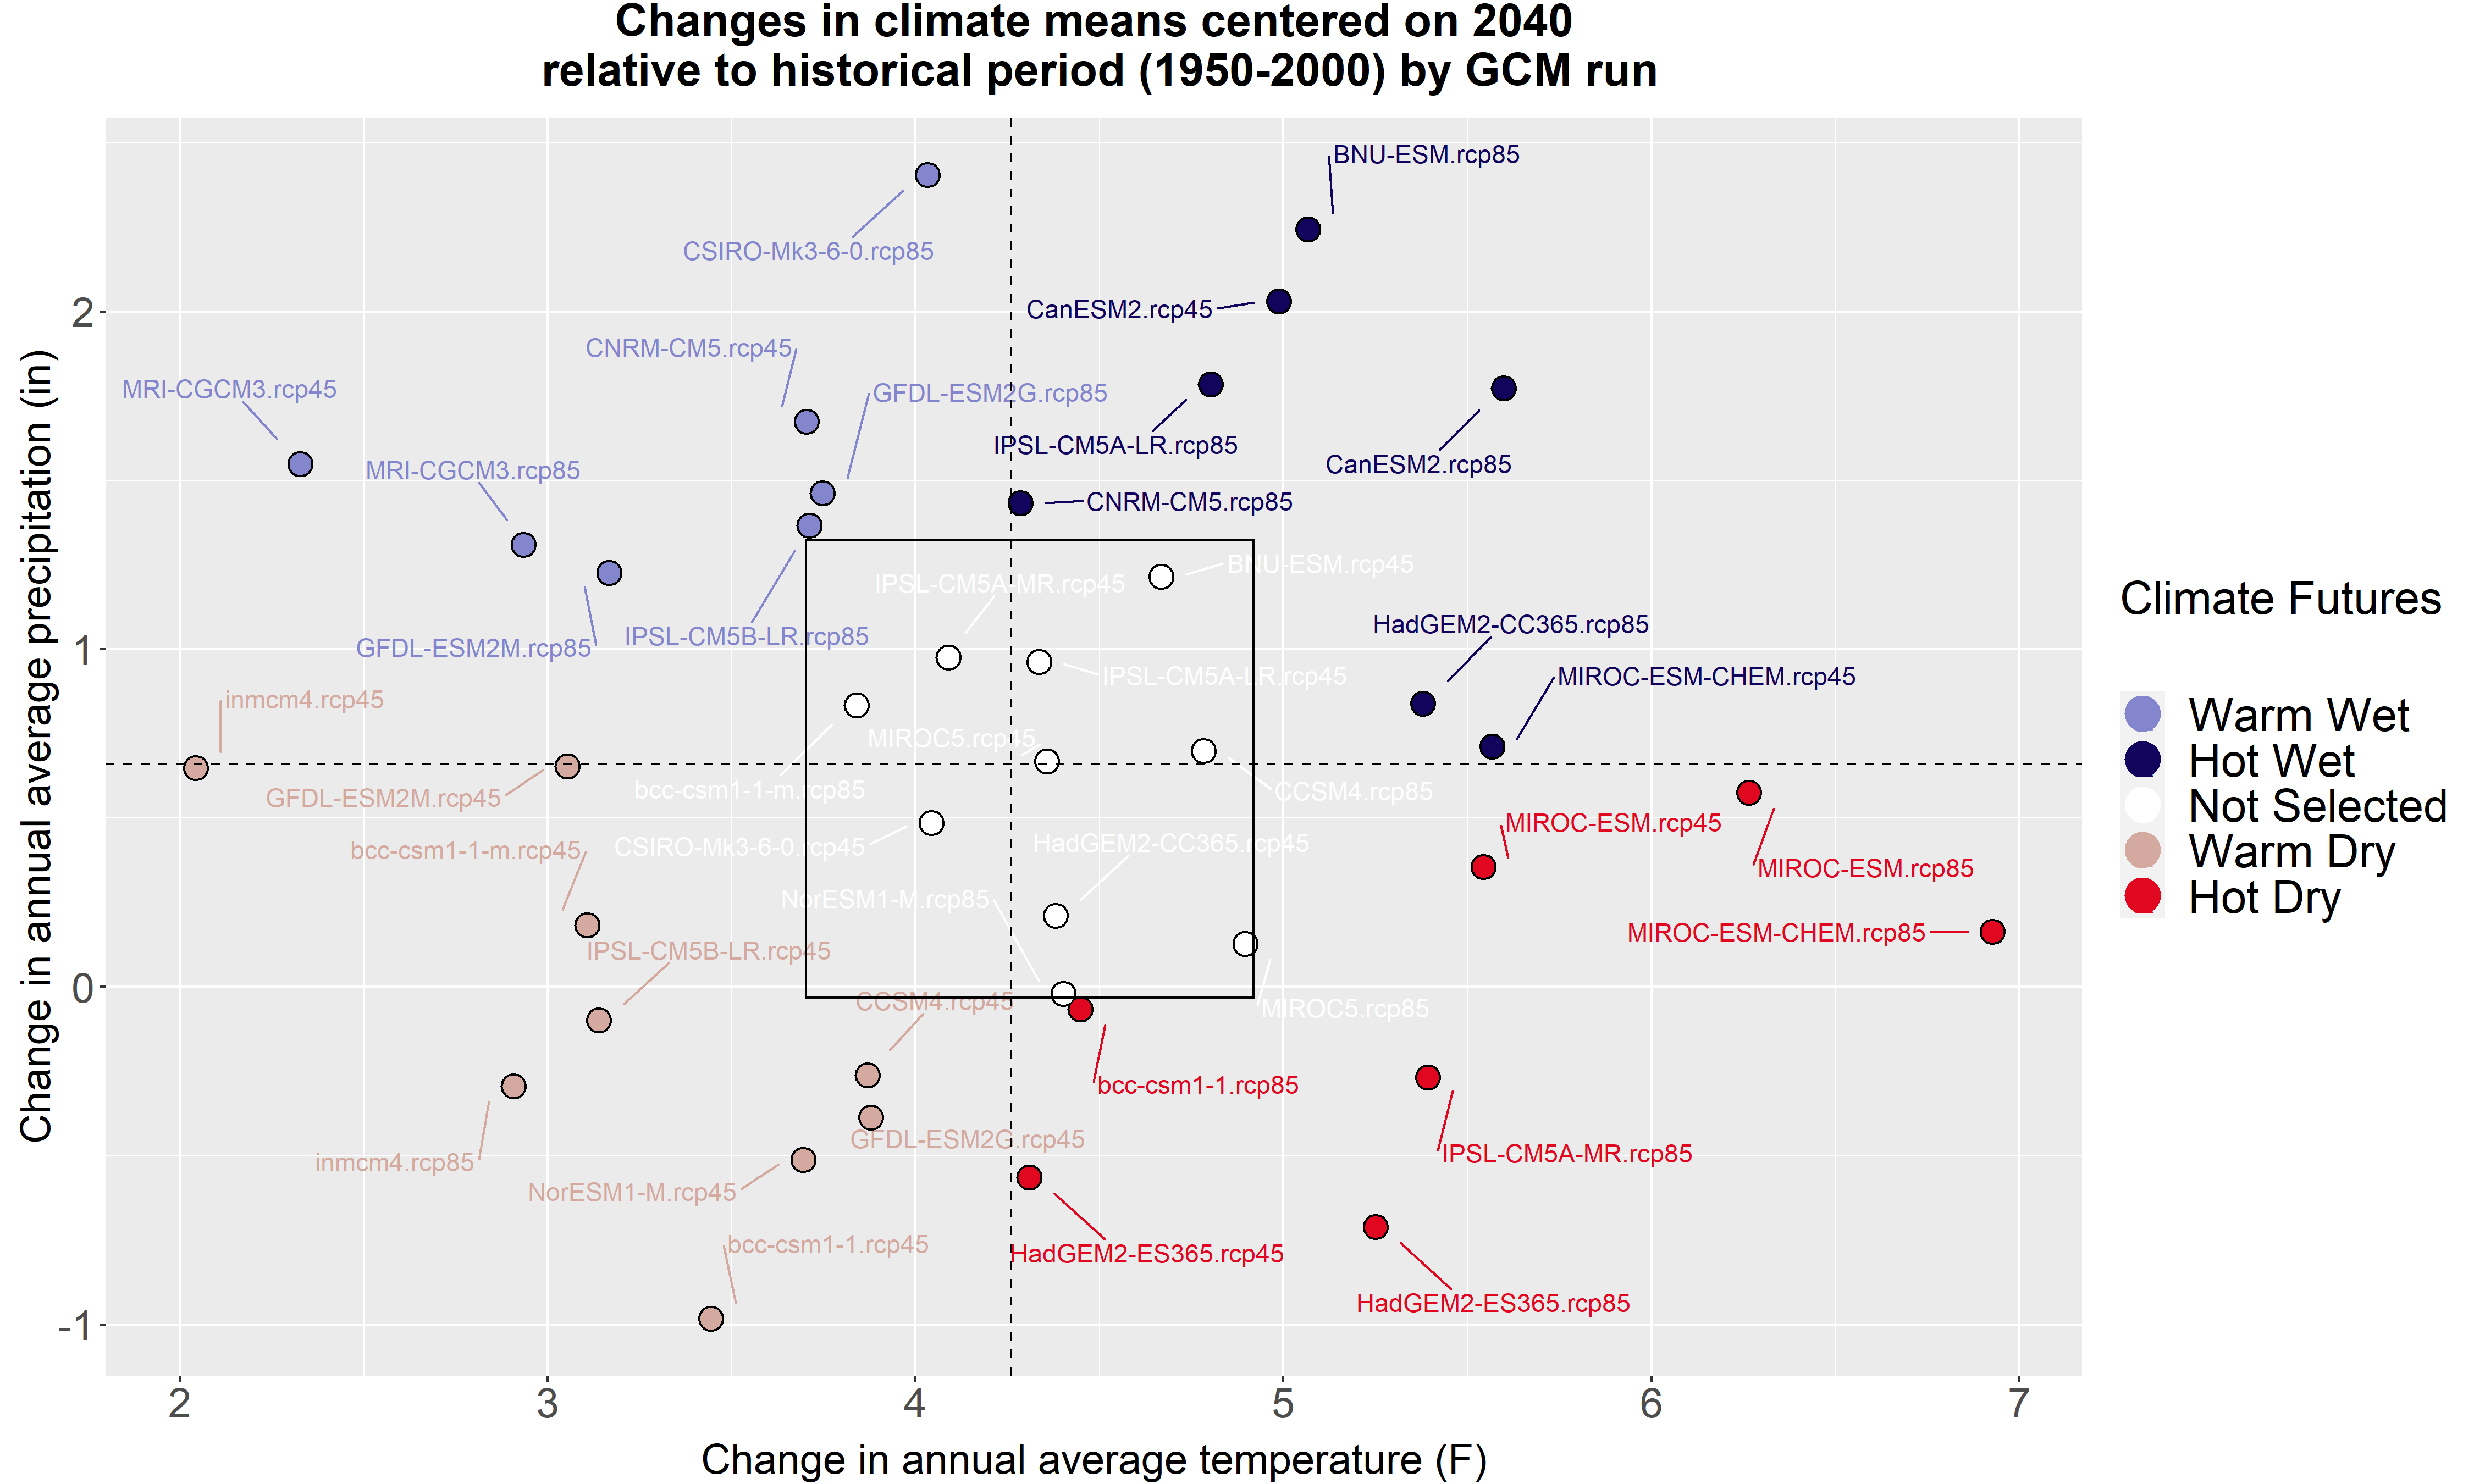 Changes in climate means centered on 2040
relative to historical period (1950-2000) by GCM run
BNU-ESM.rcp85
CSIRO-Mk3-6-0.rcp85
CanESM2.rcp45
2
CNRM-CM5.rcp45
MRI-CGCM3.rcp45
GFDL-ESM2G.rcp85
IPSL-CM5A-LR.rcp85
CanESM2.rcp85
MRI-CGCM3.rcp85
CNRM-CM5.rcp85
BNU-ESM.rcp45
IPSL-CM5A-MR.rcp45
HadGEM2-CC365.rcp85
IPSL-CM5B-LR.rcp85
GFDL-ESM2M.rcp85
1
IPSL-CM5A-LR.rcp45
MIROC-ESM-CHEM.rcp45
inmcm4.rcp45
MIROC5.rcp45
bcc-csm1-1-m.rcp85
CCSM4.rcp85
GFDL-ESM2M.rcp45
MIROC-ESM.rcp45
HadGEM2-CC365.rcp45
CSIRO-Mk3-6-0.rcp45
bcc-csm1-1-m.rcp45
MIROC-ESM.rcp85
NorESM1-M.rcp85
MIROC-ESM-CHEM.rcp85
IPSL-CM5B-LR.rcp45
0
CCSM4.rcp45
MIROC5.rcp85
bcc-csm1-1.rcp85
GFDL-ESM2G.rcp45
IPSL-CM5A-MR.rcp85
inmcm4.rcp85
NorESM1-M.rcp45
bcc-csm1-1.rcp45
HadGEM2-ES365.rcp45
HadGEM2-ES365.rcp85
-1
2
3
4
5
6
7
Change in annual average temperature (F)
Change in annual average precipitation (in)
Climate Futures
Warm Wet
Hot Wet
Not Selected
Warm Dry
Hot Dry